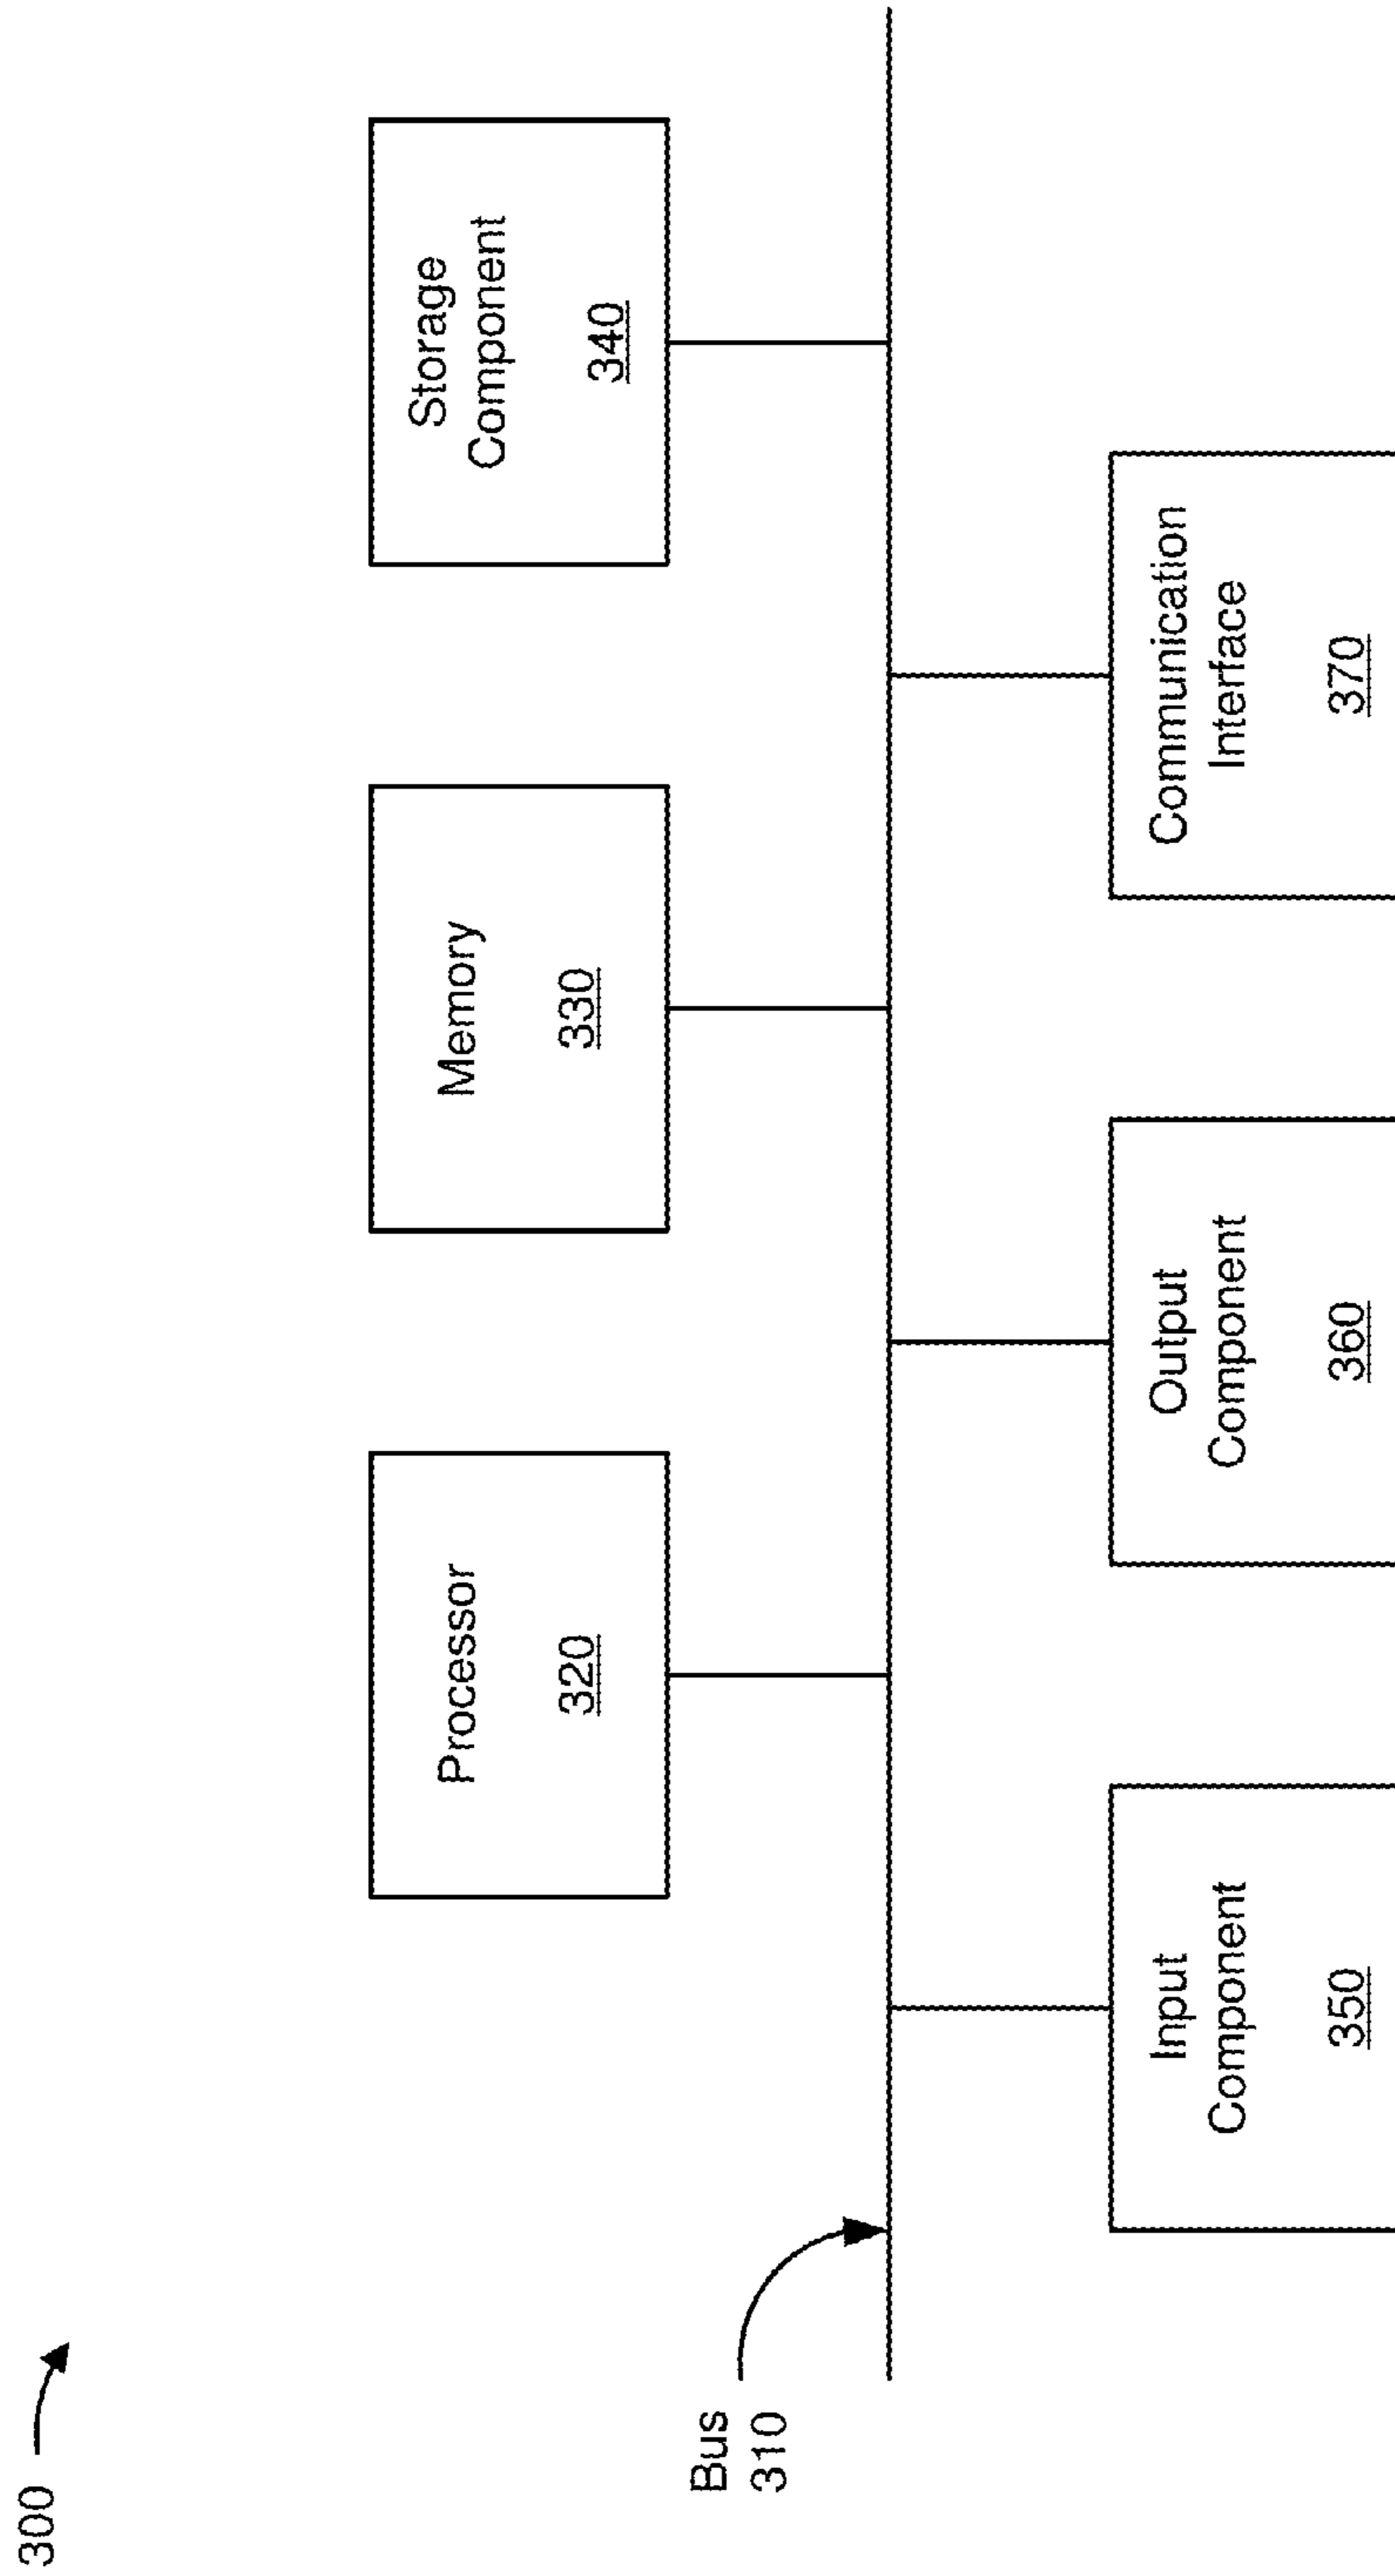 300
Processor
320
Memory
330
Storage
Component
340
Bus
310
Input
Component
350
Output
Component
360
Communication
Interface
370